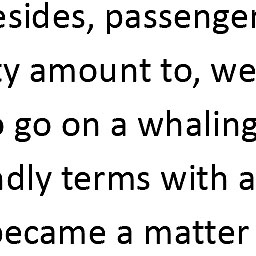 esides, passenger
ty amount to, we
o go on a whaling
ndly terms with a
became a matter